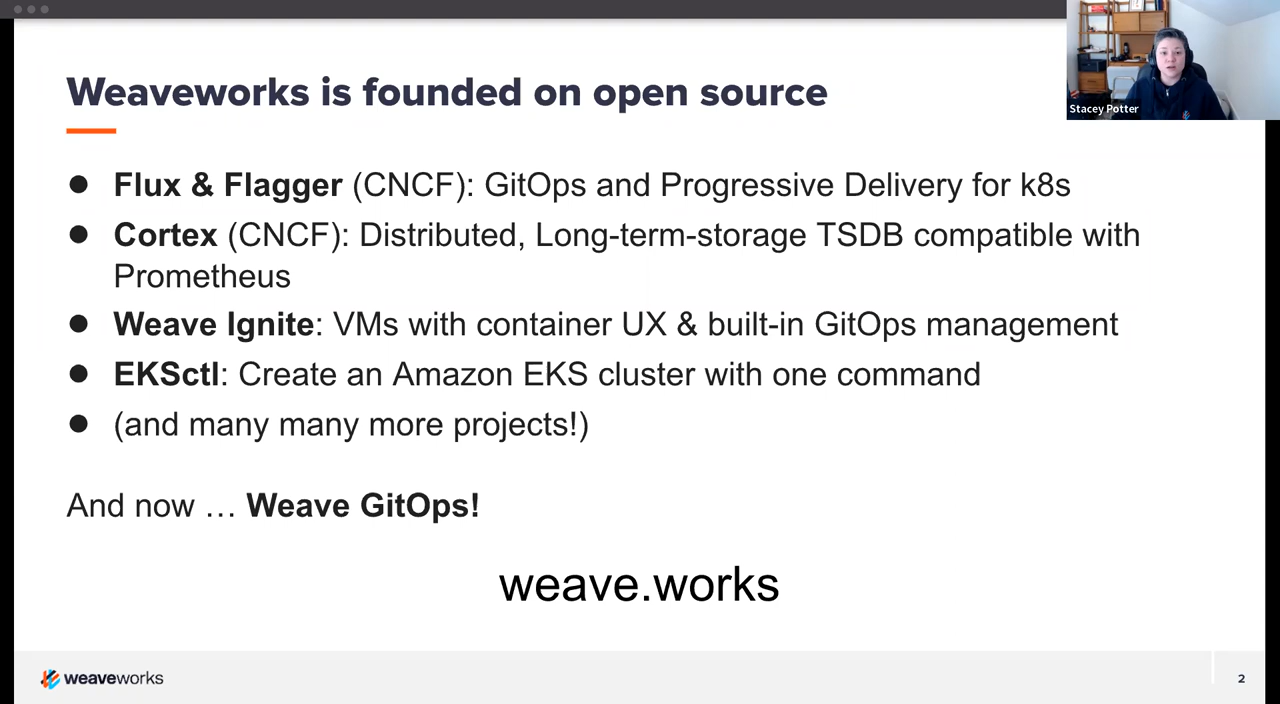 Weaveworks is founded on open source
Stacey Potter
● Flux & Flagger (CNCF): GitOps and Progressive Delivery for k8s
● Cortex (CNCF): Distributed, Long-term-storage TSDB compatible with
Prometheus
● Weave Ignite: VMs with container UX & built-in GitOps management
● EKSctl: Create an Amazon EKS cluster with one command
● (and many many more projects!)
And now … Weave GitOps!
weave.works
weaveworks
2